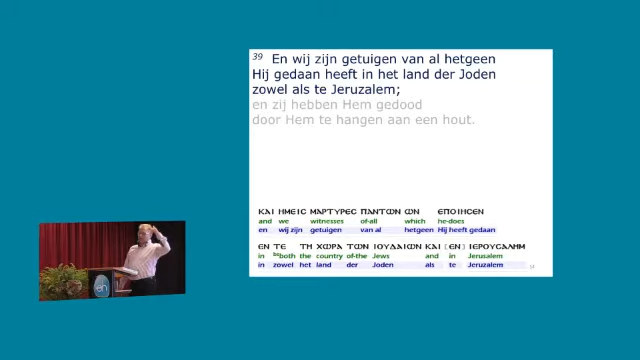 39 En wij zijn getuigen van al hetgeen
Hij gedaan heeft in het land der Joden
zowel als te Jeruzalem;
en zij hebben Hem gedood
door Hem te hangen aan een hout.
ΚΑΙ ΗΜΕΙϹ ΜΑΡΤΥΡΕϹ ΠΑΝΤΩΝ ΩΝ ΕΠΟΙΗϹΕΝ
and we witnesses of-all which he-does
en wij zijn getuigen van al hetgeen Hij heeft gedaan
ΕΝ ΤΕ ΤΗ ΧΩΡΑ ΤΩΝ ΙΟΥΔΑΙΩΝ ΚΑΙ [ΕΝ] ΙΕΡΟΥϹΑΛΗΜ
in both the country of-the Jews and in Jerusalem
in zowel het land der Joden als te Jeruzalem